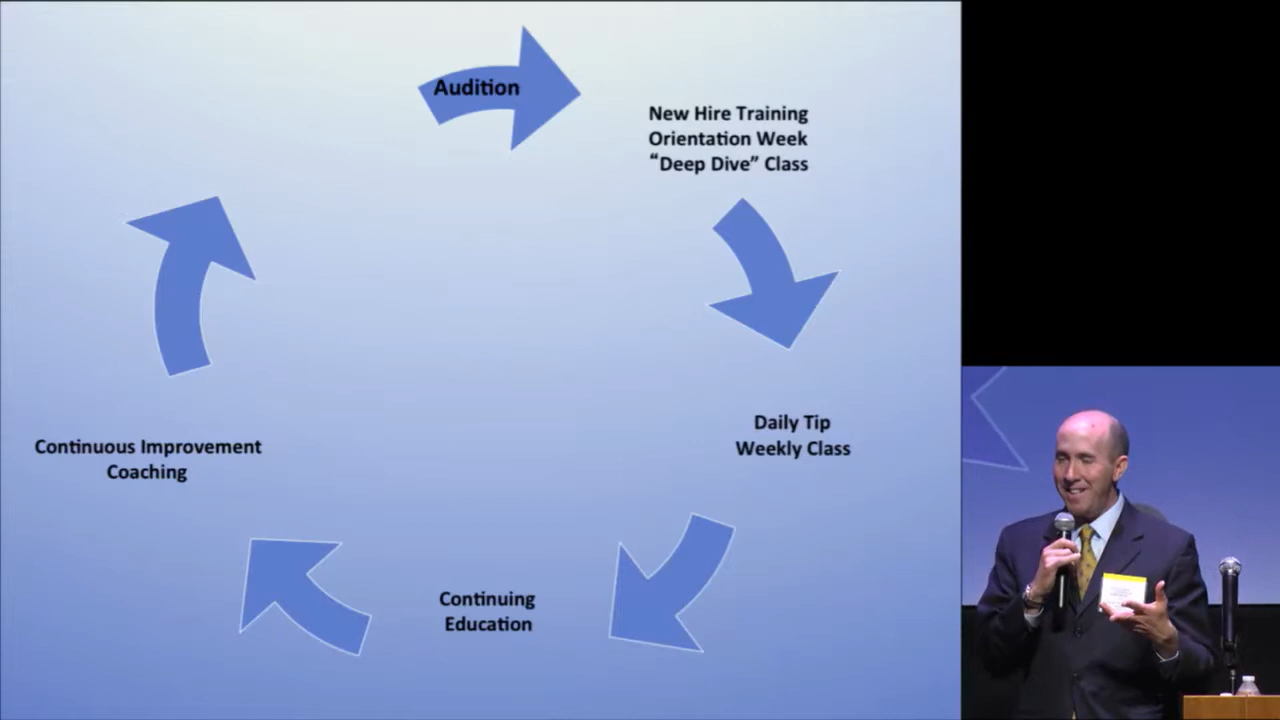 Audition
New Hire Training
Orientation Week
“Deep Dive” Class
Daily Tip
Weekly Class
Continuing
Education
Continuous Improvement
Coaching